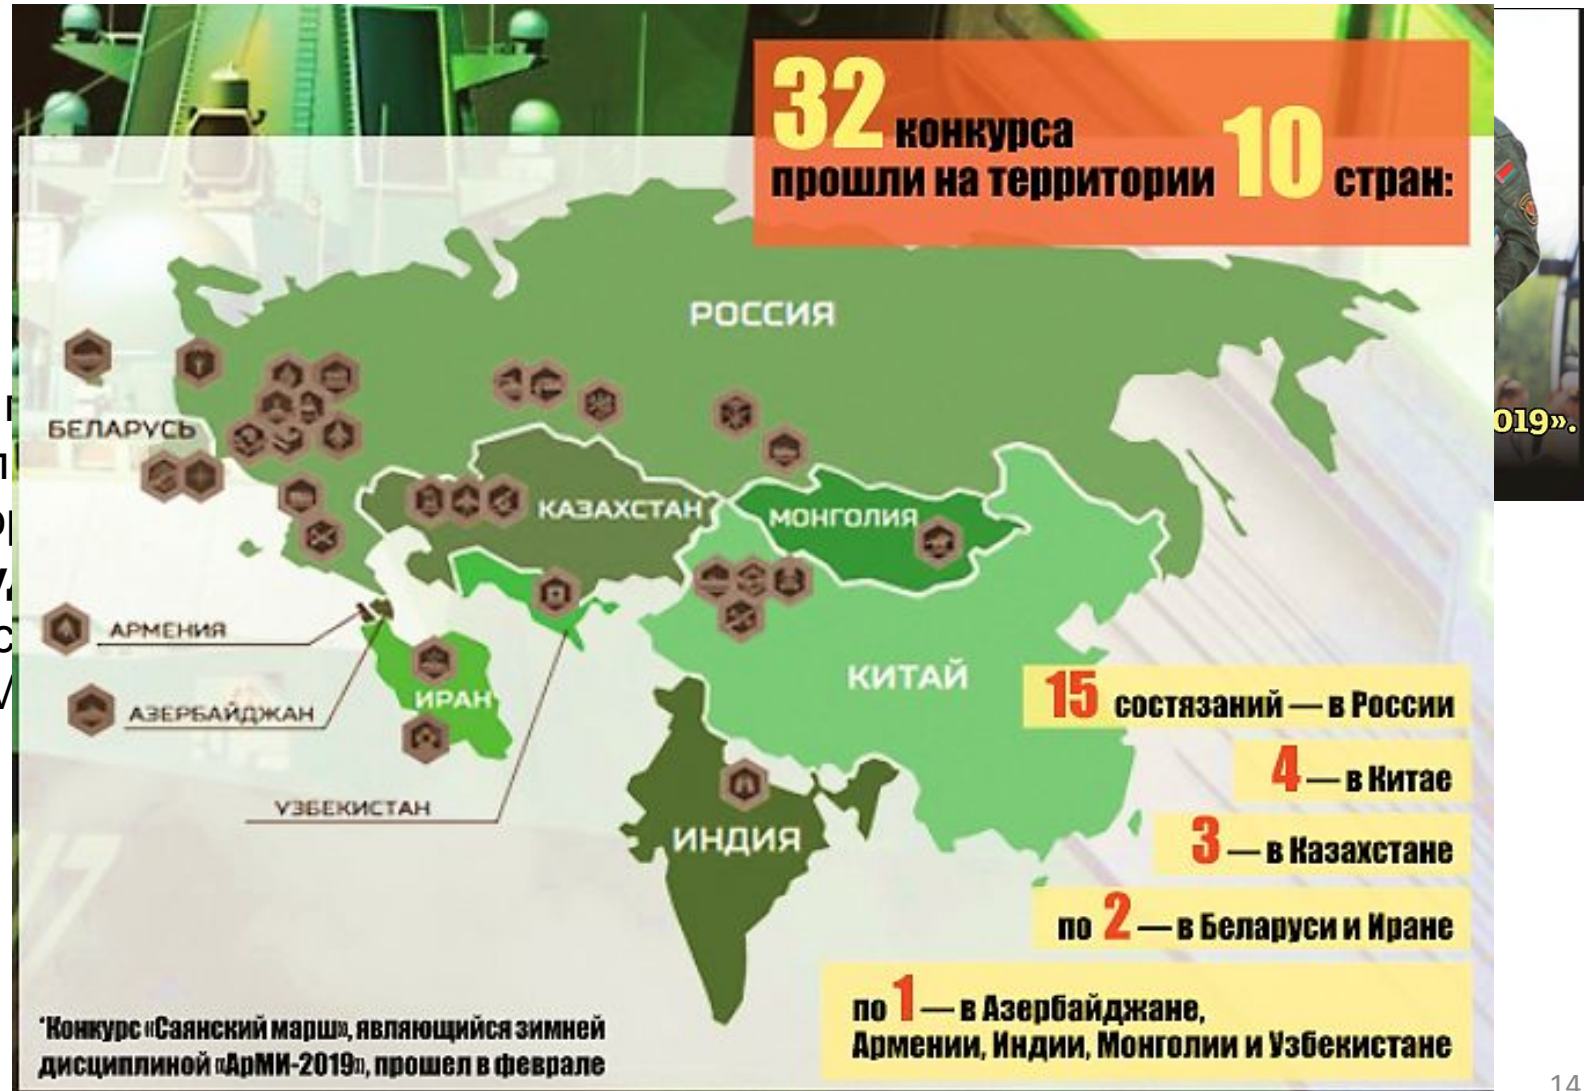 32 конкурса
прошли на территории 10 стран:
РОССИЯ
БЕЛАРУСЬ
КАЗАХСТАН
МОНГОЛИЯ
019».
АРМЕНИЯ
КИТАЙ
ИРАН
АЗЕРБАЙДЖАН
УЗБЕКИСТАН
ИНДИЯ
15 состязаний — в России
4 — в Китае
3 — в Казахстане
по 2 — в Беларуси и Иране
по 1 — в Азербайджане,
Армении, Индии, Монголии и Узбекистане
*Конкурс «Саянский марш», являющийся зимней
дисциплиной «АрМИ-2019», прошел в феврале
14